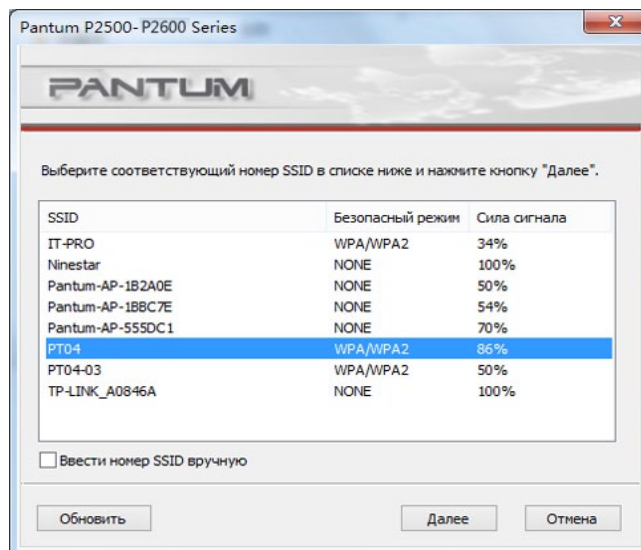 Pantum P2500-P2600 Series
PANTUM
Выберите соответствующий номер SSID в списке ниже и нажмите кнопку "Далее".
SSID Безопасный режим Сила сигнала
IT-PRO WPA/WPA2 34%
Ninestar NONE 100%
Pantum-AP-1B2A0E NONE 50%
Pantum-AP-1BBC7E NONE 54%
Pantum-AP-555DC1 NONE 70%
PT04 WPA/WPA2 86%
PT04-03 WPA/WPA2 50%
TP-LINK_A0846A NONE 100%
Ввести номер SSID вручную
Обновить Далее Отмена